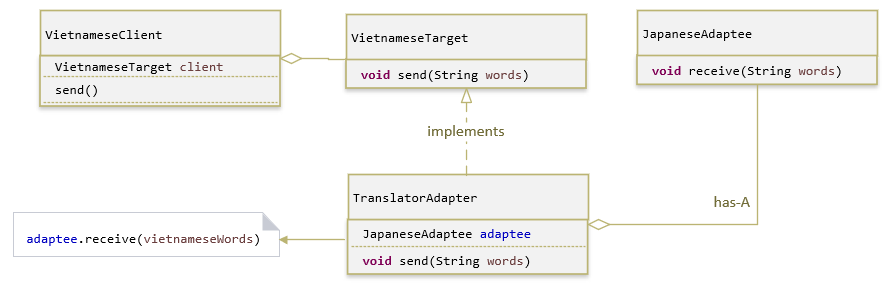 VietnameseClient
VietnameseTarget client
send()
VietnameseTarget
void send(String words)
JapaneseAdaptee
void receive(String words)
implements
has-A
TranslatorAdapter
JapaneseAdaptee adaptee
void send(String words)
adaptee.receive(vietnameseWords)